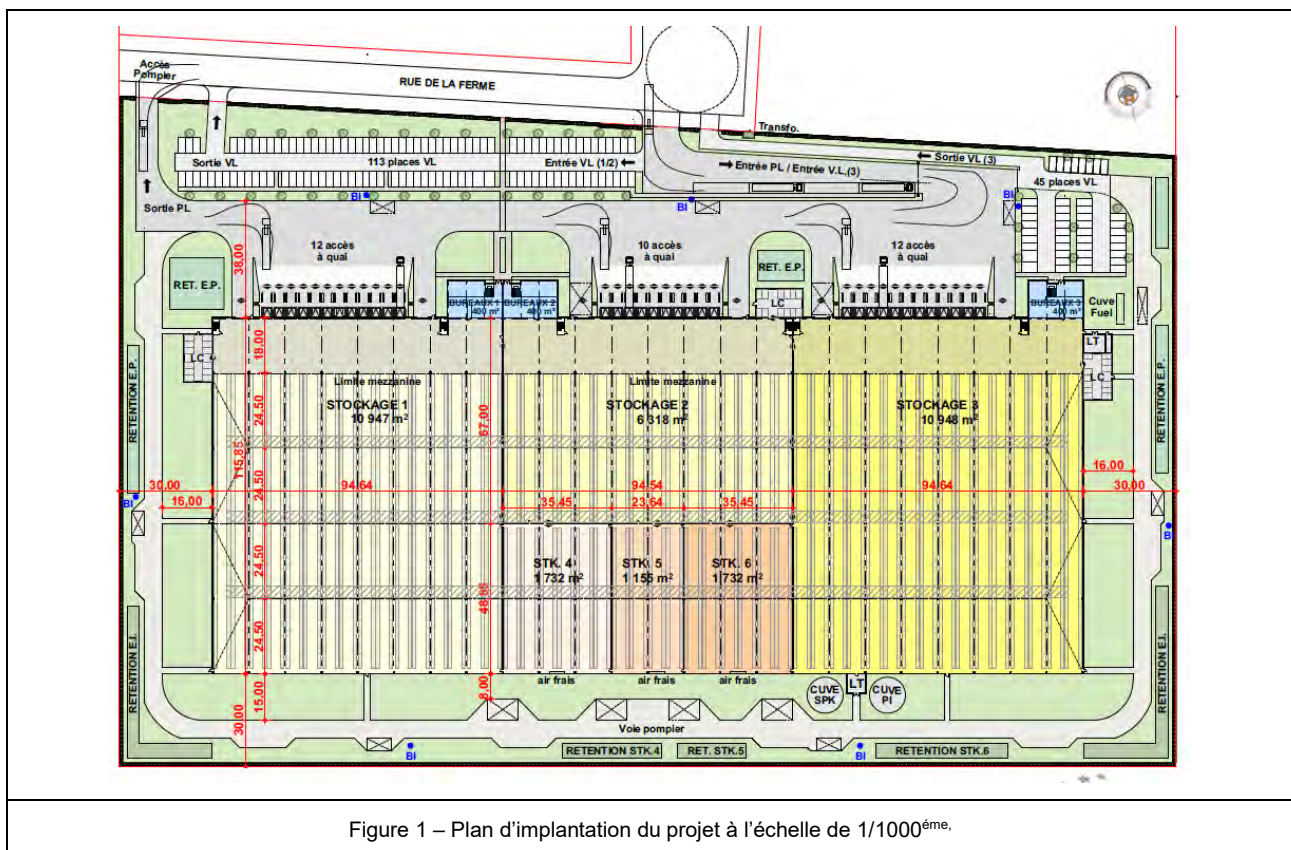 Accès
Pompier
RUE DE LA FERME
Transfo.
Sortie VL
113 places VL
Entrée VL (1/2)
Entrée PL / Entrée V.L.(3)
Sortie VL (3)
45 places VL
BI
BI
BI
Sortie PL
12 accès
à quai
10 accès
à quai
12 accès
à quai
38,00
RET. E.P.
RET. E.P.
BUREAUX 1
400 m²
BUREAUX 2
400 m²
LC
BUREAUX 3
400 m²
Cuve
Fuel
LC
LT
LC
18,00
Limite mezzanine
Limite mezzanine
STOCKAGE 1
10 947 m²
STOCKAGE 2
6 318 m²
STOCKAGE 3
10 948 m²
RETENTION E.P.
RETENTION E.P.
24,50
115,85
67,00
24,50
30,00
16,00
94,64
94,54
94,64
16,00
30,00
35,45
23,64
35,45
BI
BI
STK. 4
1 732 m²
STK. 5
1 155 m²
STK. 6
1 732 m²
24,50
48,85
24,50
RETENTION E.I.
RETENTION E.I.
air frais
air frais
air frais
15,00
8,00
30,00
CUVE
SPK
LT
CUVE
PI
Voie pompier
BI
RETENTION STK.4
RET. STK.5
BI
RETENTION STK.6
Figure 1 – Plan d’implantation du projet à l’échelle de 1/1000éme,